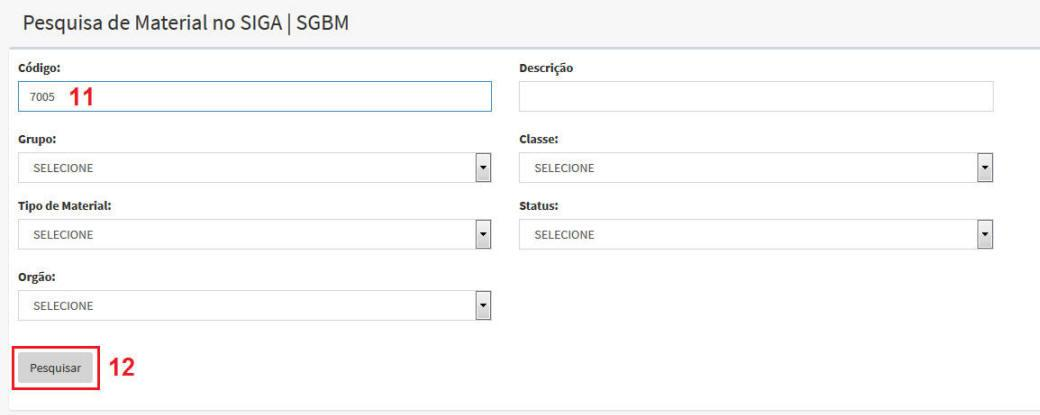 Pesquisa de Material no SIGA | SGBM
Código: Descrição
7005 11
Grupo: Classe:
SELECIONE SELECIONE
Tipo de Material: Status:
SELECIONE SELECIONE
Orgão:
SELECIONE
Pesquisar 12